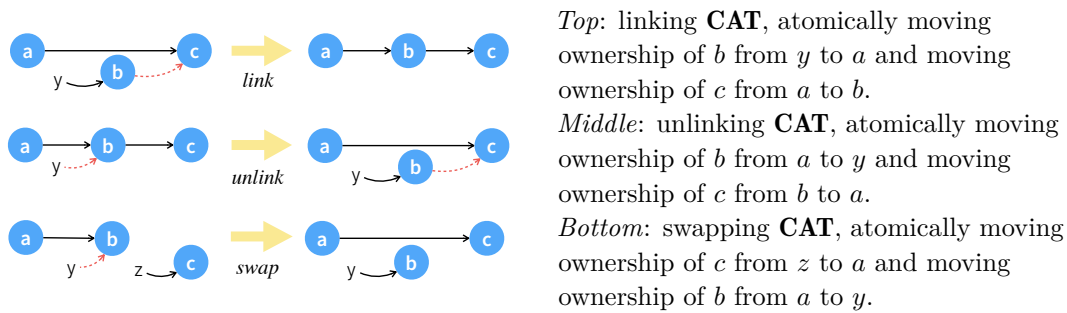 a
c
b
y
link
a
b
c
a
b
c
y
unlink
a
c
b
y
a
b
y
z
c
swap
a
c
b
y
Top: linking CAT, atomically moving
ownership of b from y to a and moving
ownership of c from a to b.
Middle: unlinking CAT, atomically moving
ownership of b from a to y and moving
ownership of c from b to a.
Bottom: swapping CAT, atomically moving
ownership of c from z to a and moving
ownership of b from a to y.